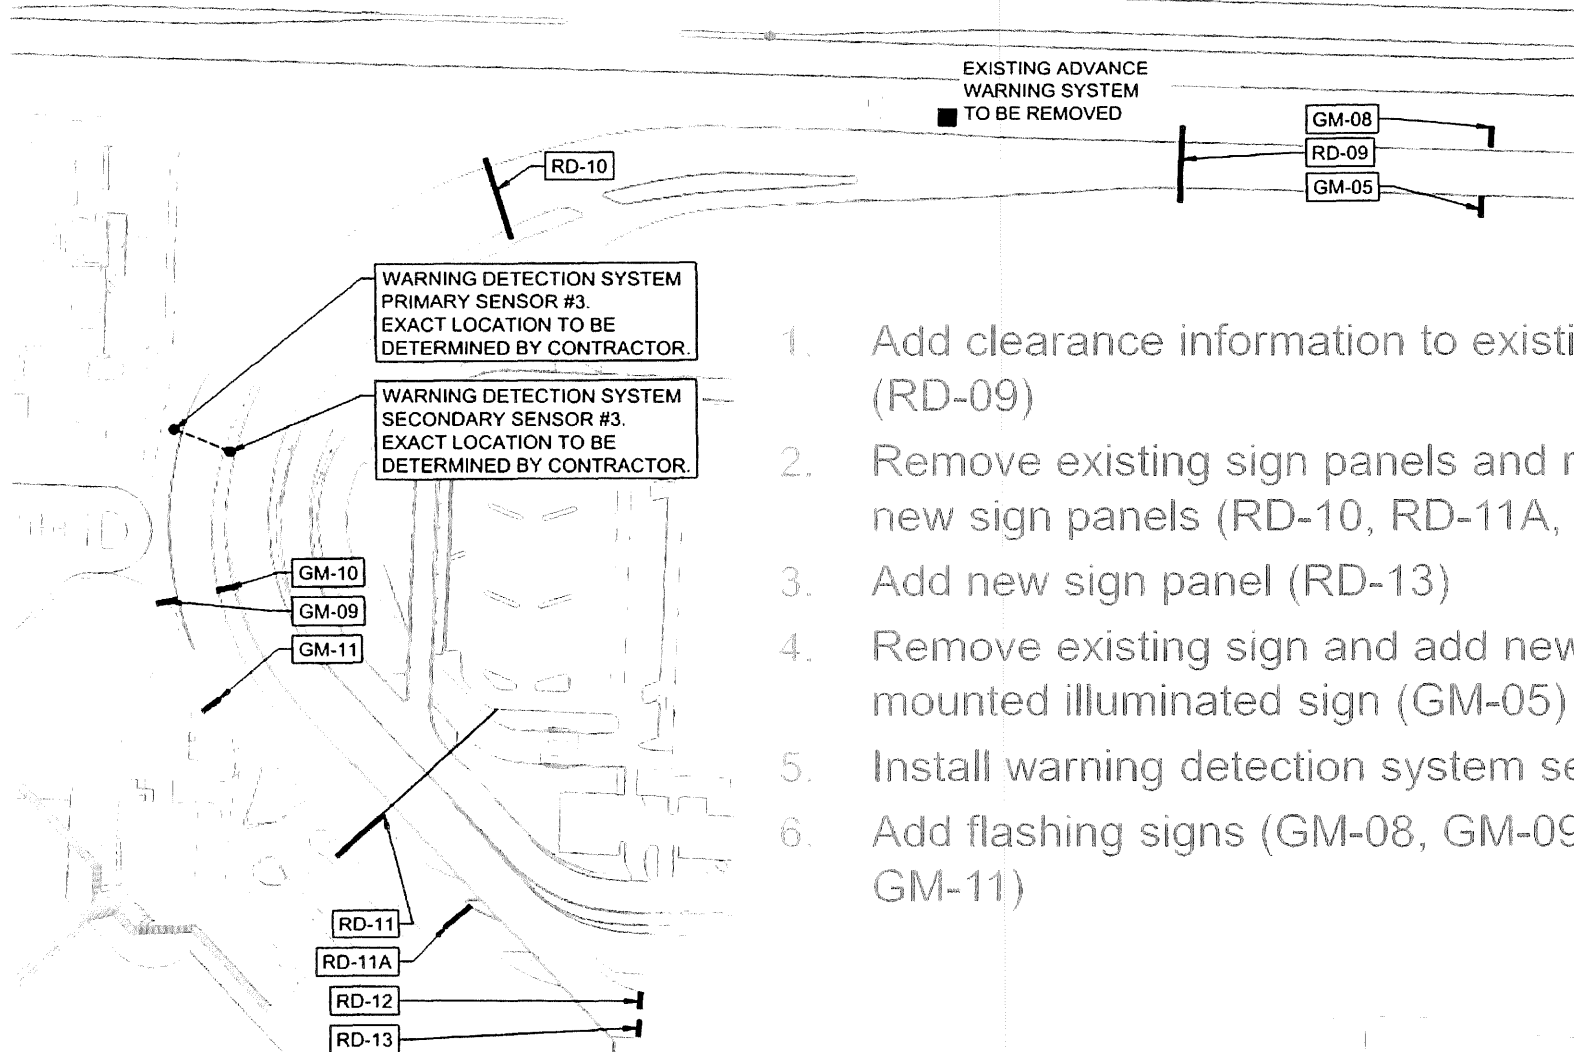 EXISTING ADVANCE
WARNING SYSTEM
TO BE REMOVED
GM-08
RD-09
GM-05
RD-10
WARNING DETECTION SYSTEM
PRIMARY SENSOR #3.
EXACT LOCATION TO BE
DETERMINED BY CONTRACTOR.
WARNING DETECTION SYSTEM
SECONDARY SENSOR #3.
EXACT LOCATION TO BE
DETERMINED BY CONTRACTOR.
GM-10
GM-09
GM-11
RD-11
RD-11A
RD-12
RD-13
1. Add clearance information to
(RD-09)
2. Remove existing sign panels and
new sign panels (RD-10, RD-11A,
3. Add new sign panel (RD-13)
4. Remove existing sign and add new
mounted illuminated sign (GM-05)
5. Install warning detection system
6. Add flashing signs (GM-08, GM-09
GM-11)